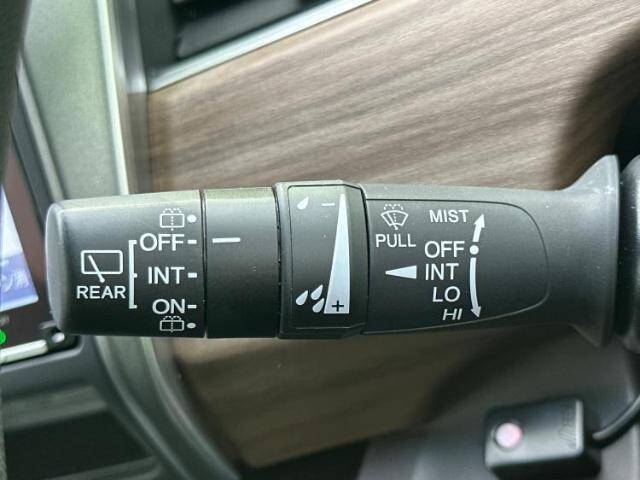 OFF
INT
ON
REAR
−
+
PULL
MIST
OFF
INT
LO
HI